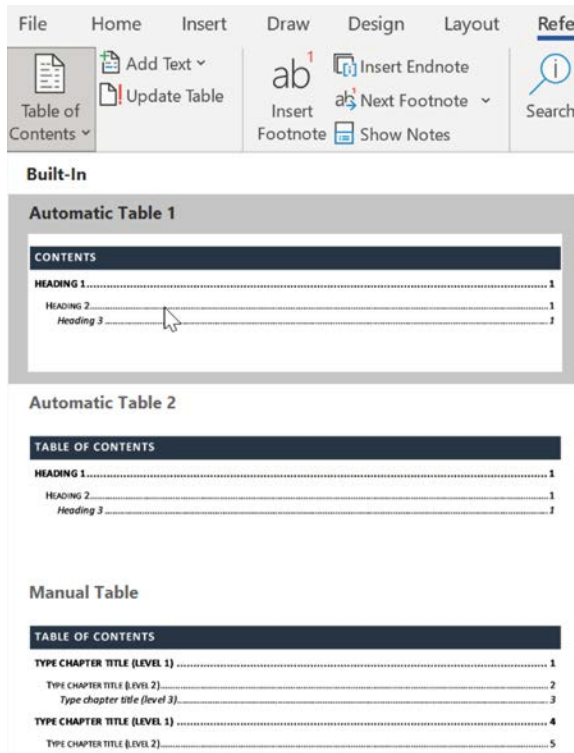 File Home Insert Draw Design Layout Refe
Table of
Contents
Add Text
Update Table
ab1
Insert
Footnote
Insert Endnote
Next Footnote
Show Notes
Search
Built-In
Automatic Table 1
CONTENTS
HEADING 1 1
HEADING 2 1
Heading 3 1
Automatic Table 2
TABLE OF CONTENTS
HEADING 1 1
HEADING 2 1
Heading 3 1
Manual Table
TABLE OF CONTENTS
TYPE CHAPTER TITLE (LEVEL 1) 1
TYPE CHAPTER TITLE (LEVEL 2) 2
Type chapter title (level 3) 3
TYPE CHAPTER TITLE (LEVEL 1) 4
TYPE CHAPTER TITLE (LEVEL 2) 5